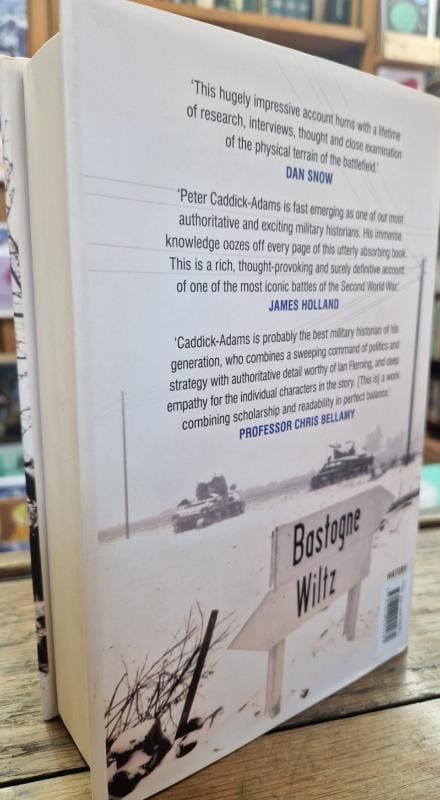 'This hugely impressive account hums with a lifetime
of research, interviews, thought and close examination
of the physical terrain of the battlefield.'
DAN SNOW
'Peter Caddick-Adams is fast emerging as one of our most
authoritative and exciting military historians. His immense
knowledge oozes off every page of this utterly absorbing book.
This is a rich, thought-provoking and surely definitive account
of one of the most iconic battles of the Second World War.'
JAMES HOLLAND
'Caddick-Adams is probably the best military historian of his
generation, who combines a sweeping command of politics and
strategy with authoritative detail worthy of Ian Fleming, and deep
empathy for the individual characters in the story. [This is] a work
combining scholarship and readability in perfect balance.'
PROFESSOR CHRIS BELLAMY
Bastogne
Wiltz
HISTORY